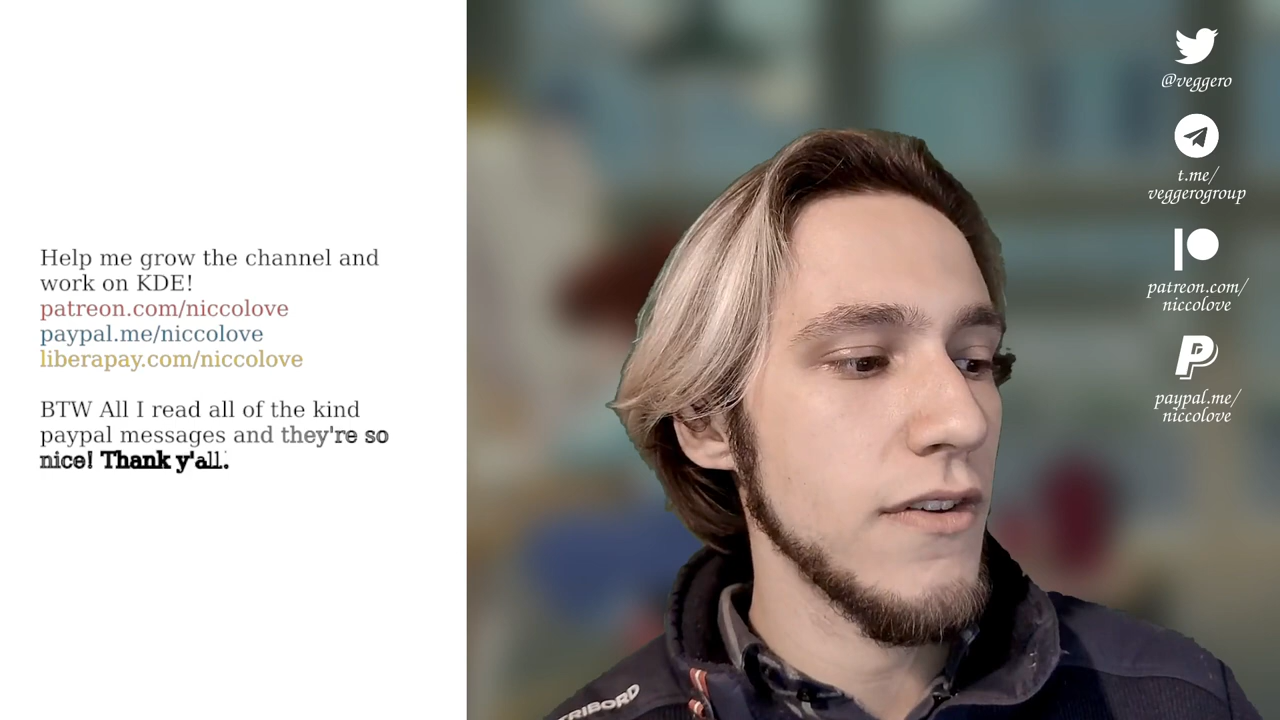 Help me grow the channel and
work on KDE!
patreon.com/niccolove
paypal.me/niccolove
liberapay.com/niccolove
BTW All I read all of the kind
paypal messages and they're so
nice! Thank y'all.
@veggero
t.me/
veggerogroup
patreon.com/
niccolove
paypal.me/
niccolove
TRIBORD